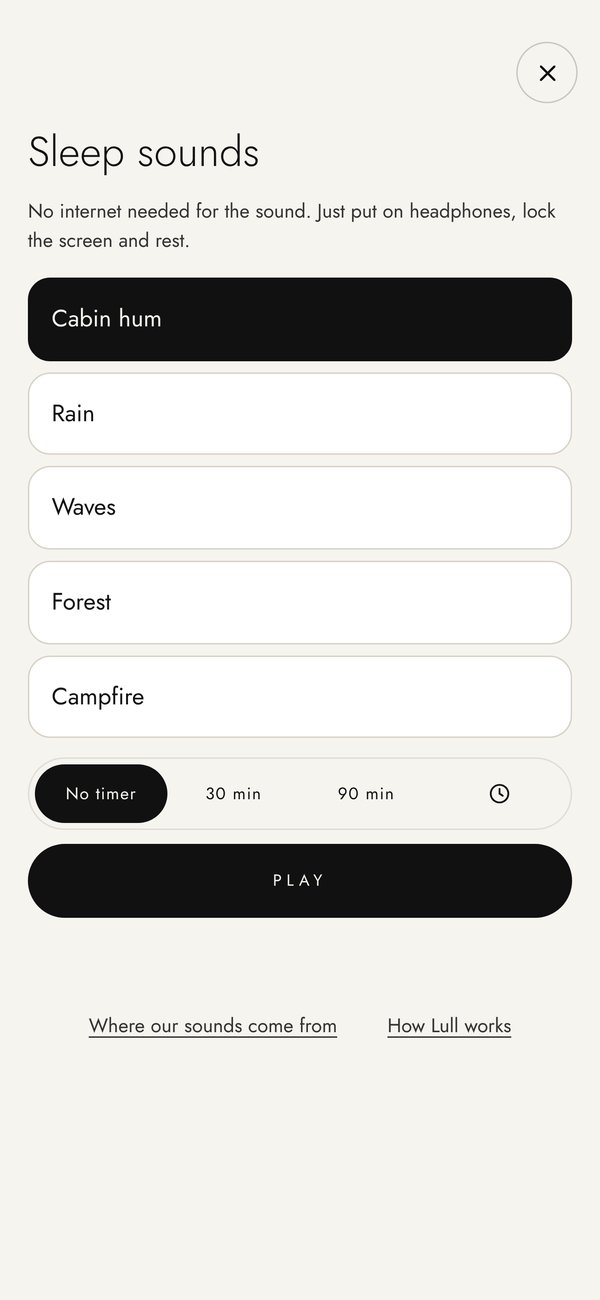 Sleep sounds
No internet needed for the sound. Just put on headphones, lock
the screen and rest.
Cabin hum
Rain
Waves
Forest
Campfire
No timer 30 min 90 min
PLAY
Where our sounds come from How Lull works